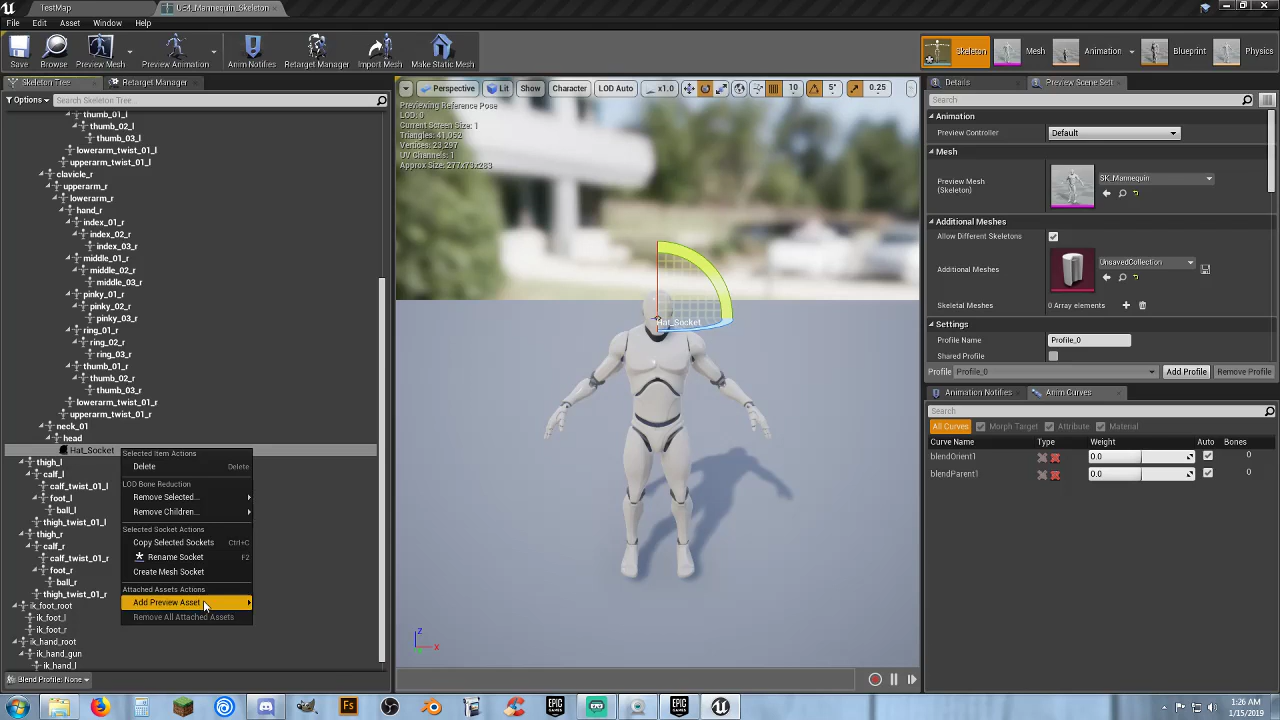 TestMap
UE4_Mannequin_Skeleton
File Edit Asset Window Help
Save
Browse
Preview Mesh
Preview Animation
Anim Notifies
Retarget Manager
Import Mesh
Make Static Mesh
Skeleton
Mesh
Animation
Blueprint
Physics
Skeleton Tree
Retarget Manager
Options
Search Skeleton Tree
thumb_01_l
thumb_02_l
thumb_03_l
lowerarm_twist_01_l
upperarm_twist_01_l
clavicle_r
upperarm_r
lowerarm_r
hand_r
index_01_r
index_02_r
index_03_r
middle_01_r
middle_02_r
middle_03_r
pinky_01_r
pinky_02_r
pinky_03_r
ring_01_r
ring_02_r
ring_03_r
thumb_01_r
thumb_02_r
thumb_03_r
lowerarm_twist_01_r
upperarm_twist_01_r
neck_01
head
Hat_Socket
thigh_l
calf_l
calf_twist_01_l
foot_l
ball_l
thigh_twist_01_l
thigh_r
calf_r
calf_twist_01_r
foot_r
ball_r
thigh_twist_01_r
ik_foot_root
ik_foot_l
ik_foot_r
ik_hand_root
ik_hand_gun
ik_hand_l
Blend Profile: None
Selected Item Actions
Delete Delete
LOD Bone Reduction
Remove Selected...
Remove Children...
Selected Socket Actions
Copy Selected Sockets Ctrl+C
Rename Socket F2
Create Mesh Socket
Attached Assets Actions
Add Preview Asset
Remove All Attached Assets
Perspective Lit Show Character LOD Auto x1.0 10 5° 0.25
Previewing Reference Pose
LOD: 0
Current Screen Size: 1
Triangles: 41,052
Vertices: 23,297
UV Channels: 1
Approx Size: 277x73x283
Hat_Socket
Z
X
Details
Preview Scene Sett
Search
Animation
Preview Controller Default
Mesh
Preview Mesh
(Skeleton)
SK_Mannequin
Additional Meshes
Allow Different Skeletons
Additional Meshes
UnsavedCollection
Skeletal Meshes 0 Array elements
Settings
Profile Name Profile_0
Shared Profile
Profile Profile_0 Add Profile Remove Profile
Animation Notifies
Anim Curves
Search
All Curves Morph Target Attribute Material
Curve Name Type Weight Auto Bones
blendOrient1 0.0 0
blendParent1 0.0 0
Fs
EPIC
GAMES
EPIC
GAMES
1:26 AM
1/15/2019